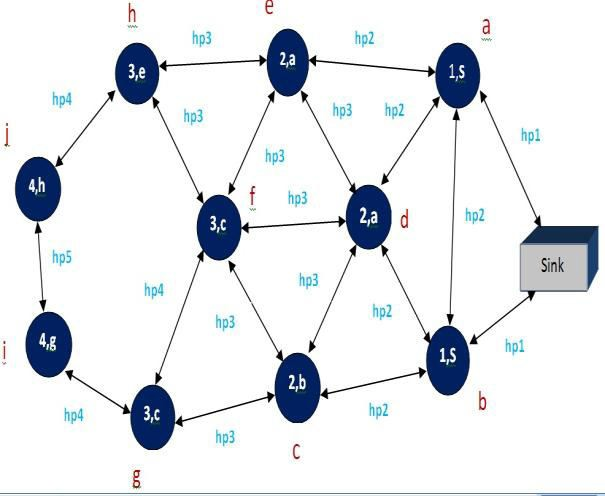 h
e
a
hp3
hp2
3,e
2,a
1,S
hp4
hp3
hp3
hp2
hp1
j
hp3
4,h
f
hp3
3,c
2,a
d
hp2
hp5
Sink
hp4
hp3
hp3
hp2
i
4,g
1,S
hp1
2,b
3,c
hp4
hp3
hp2
b
c
g